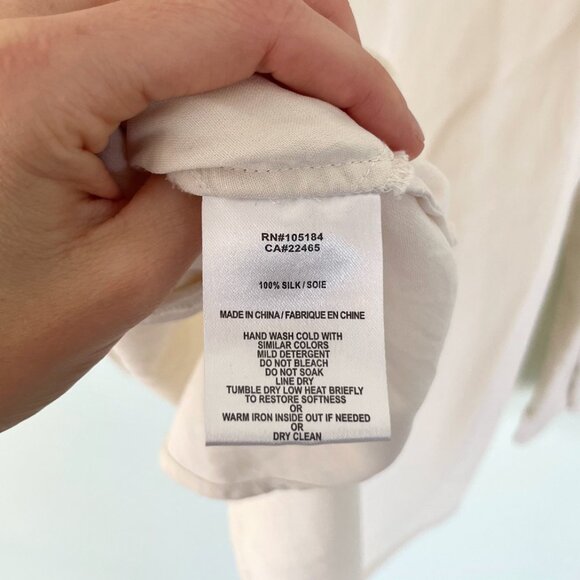 RN#105184
CA#22465
100% SILK / SOIE
MADE IN CHINA / FABRIQUE EN CHINE
HAND WASH COLD WITH
SIMILAR COLORS
MILD DETERGENT
DO NOT BLEACH
DO NOT SOAK
LINE DRY
TUMBLE DRY LOW HEAT BRIEFLY
TO RESTORE SOFTNESS
OR
WARM IRON INSIDE OUT IF NEEDED
OR
DRY CLEAN